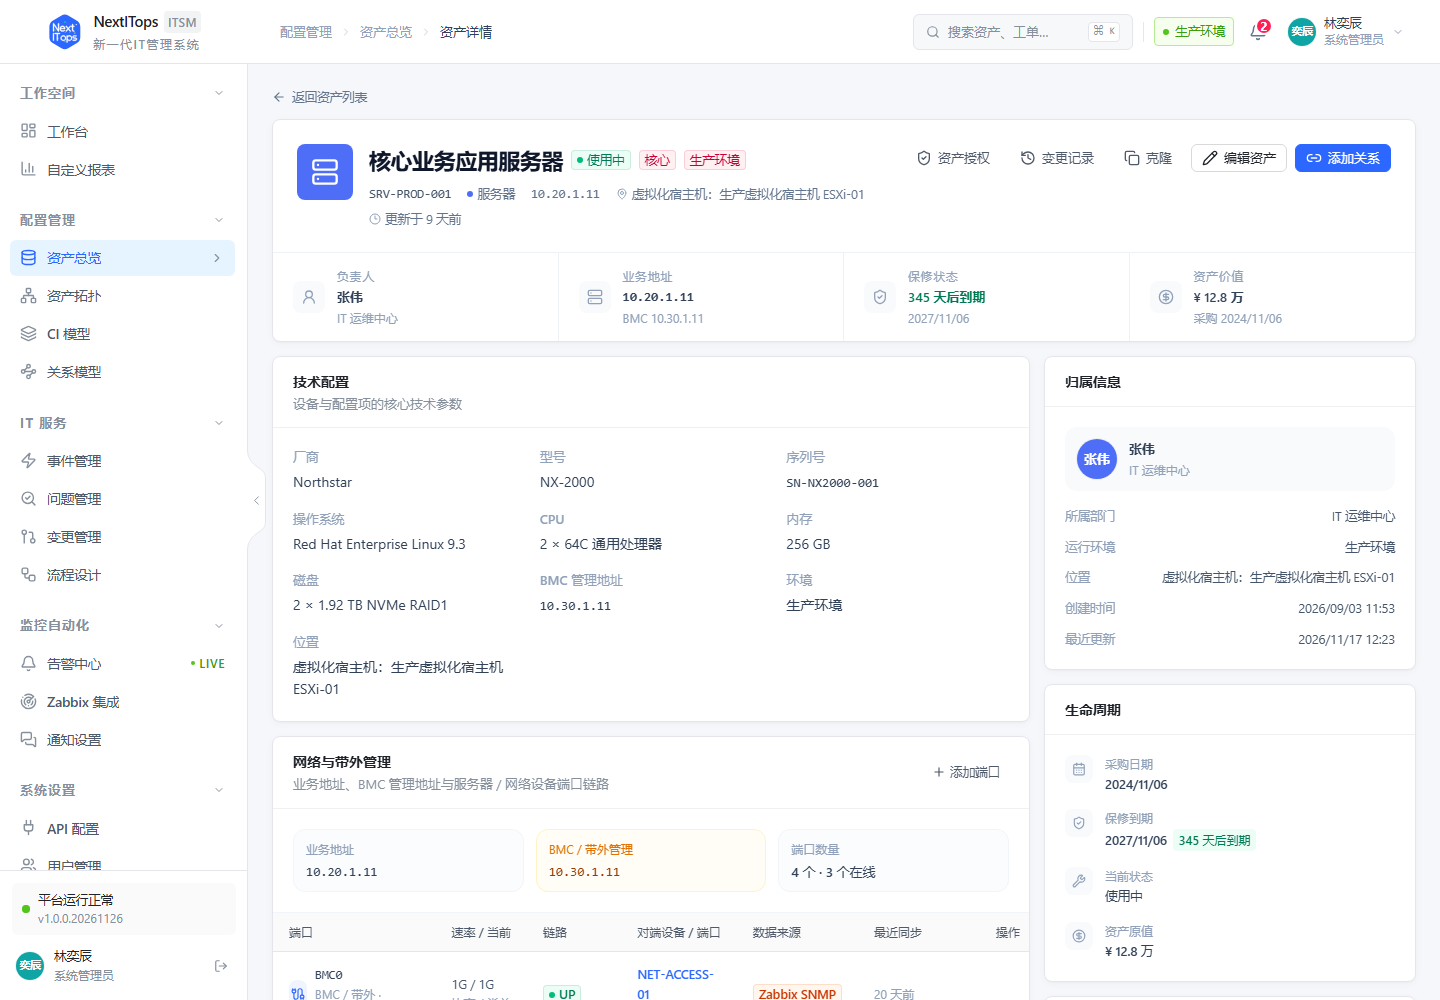 Next
ITops
NextITops ITSM
新一代IT管理系统
配置管理 资产总览 资产详情
搜索资产、工单... ⌘ K
生产环境
2
奕辰
林奕辰
系统管理员
工作空间
工作台
自定义报表
配置管理
资产总览
资产拓扑
CI 模型
关系模型
IT 服务
事件管理
问题管理
变更管理
流程设计
监控自动化
告警中心 LIVE
Zabbix 集成
通知设置
系统设置
API 配置
用户管理
平台运行正常
v1.0.0.20261126
奕辰
林奕辰
系统管理员
返回资产列表
核心业务应用服务器 使用中 核心 生产环境
SRV-PROD-001 服务器 10.20.1.11 虚拟化宿主机：生产虚拟化宿主机 ESXi-01
更新于 9 天前
资产授权 变更记录 克隆 编辑资产 添加关系
负责人
张伟
IT 运维中心
业务地址
10.20.1.11
BMC 10.30.1.11
保修状态
345 天后到期
2027/11/06
资产价值
¥ 12.8 万
采购 2024/11/06
技术配置
设备与配置项的核心技术参数
厂商 型号 序列号
Northstar NX-2000 SN-NX2000-001
操作系统 CPU 内存
Red Hat Enterprise Linux 9.3 2 × 64C 通用处理器 256 GB
磁盘 BMC 管理地址 环境
2 × 1.92 TB NVMe RAID1 10.30.1.11 生产环境
位置
虚拟化宿主机：生产虚拟化宿主机
ESXi-01
网络与带外管理
业务地址、BMC 管理地址与服务器 / 网络设备端口链路
添加端口
业务地址
10.20.1.11
BMC / 带外管理
10.30.1.11
端口数量
4 个 · 3 个在线
端口 速率 / 当前 链路 对端设备 / 端口 数据来源 最近同步 操作
BMC0
BMC / 带外 ·
1G / 1G
UP
NET-ACCESS-
01
Zabbix SNMP
20 天前
归属信息
张伟
张伟
IT 运维中心
所属部门 IT 运维中心
运行环境 生产环境
位置 虚拟化宿主机：生产虚拟化宿主机 ESXi-01
创建时间 2026/09/03 11:53
最近更新 2026/11/17 12:23
生命周期
采购日期
2024/11/06
保修到期
2027/11/06 345 天后到期
当前状态
使用中
资产原值
¥ 12.8 万